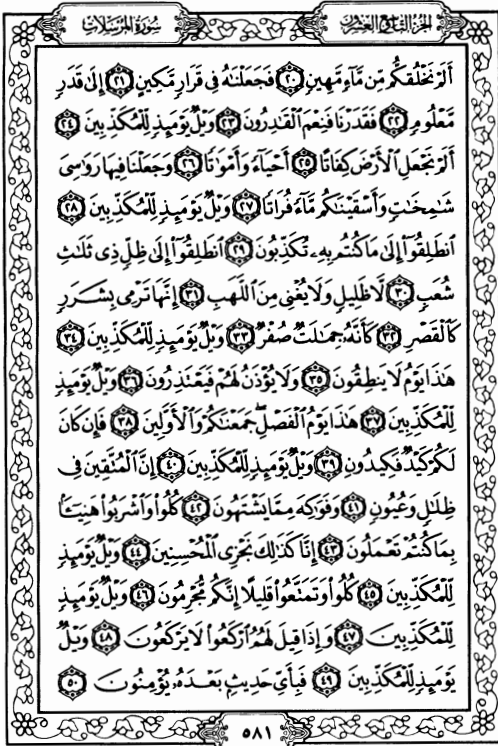 الجزء التاسع والعشرون
سورة المرسلات
أَلَمْ نَخْلُقكُّم مِّن مَّآءٍ مَّهِينٍ ٢٠ فَجَعَلْنَٰهُ فِى قَرَارٍ مَّكِينٍ ٢١ إِلَىٰ قَدَرٍ
مَّعْلُومٍ ٢٢ فَقَدَرْنَا فَنِعْمَ ٱلْقَٰدِرُونَ ٢٣ وَيْلٌ يَوْمَئِذٍ لِّلْمُكَذِّبِينَ ٢٤
أَلَمْ نَجْعَلِ ٱلْأَرْضَ كِفَاتًا ٢٥ أَحْيَآءً وَأَمْوَٰتًا ٢٦ وَجَعَلْنَا فِيهَا رَوَٰسِىَ
شَٰمِخَٰتٍ وَأَسْقَيْنَٰكُم مَّآءً فُرَاتًا ٢٧ وَيْلٌ يَوْمَئِذٍ لِّلْمُكَذِّبِينَ ٢٨
ٱنطَلِقُوٓا۟ إِلَىٰ مَا كُنتُم بِهِۦ تُكَذِّبُونَ ٢٩ ٱنطَلِقُوٓا۟ إِلَىٰ ظِلٍّ ذِى ثَلَٰثِ
شُعَبٍ ٣٠ لَّا ظَلِيلٍ وَلَا يُغْنِى مِنَ ٱللَّهَبِ ٣١ إِنَّهَا تَرْمِى بِشَرَرٍ
كَٱلْقَصْرِ ٣٢ كَأَنَّهُۥ جِمَٰلَتٌ صُفْرٌ ٣٣ وَيْلٌ يَوْمَئِذٍ لِّلْمُكَذِّبِينَ ٣٤
هَٰذَا يَوْمُ لَا يَنطِقُونَ ٣٥ وَلَا يُؤْذَنُ لَهُمْ فَيَعْتَذِرُونَ ٣٦ وَيْلٌ يَوْمَئِذٍ
لِّلْمُكَذِّبِينَ ٣٧ هَٰذَا يَوْمُ ٱلْفَصْلِ ۖ جَمَعْنَٰكُمْ وَٱلْأَوَّلِينَ ٣٨ فَإِن كَانَ
لَكُمْ كَيْدٌ فَكِيدُونِ ٣٩ وَيْلٌ يَوْمَئِذٍ لِّلْمُكَذِّبِينَ ٤٠ إِنَّ ٱلْمُتَّقِينَ فِى
ظِلَٰلٍ وَعُيُونٍ ٤١ وَفَوَٰكِهَ مِمَّا يَشْتَهُونَ ٤٢ كُلُوا۟ وَٱشْرَبُوا۟ هَنِيٓـًٔۢا
بِمَا كُنتُمْ تَعْمَلُونَ ٤٣ إِنَّا كَذَٰلِكَ نَجْزِى ٱلْمُحْسِنِينَ ٤٤ وَيْلٌ يَوْمَئِذٍ
لِّلْمُكَذِّبِينَ ٤٥ كُلُوا۟ وَتَمَتَّعُوا۟ قَلِيلًا إِنَّكُم مُّجْرِمُونَ ٤٦ وَيْلٌ يَوْمَئِذٍ
لِّلْمُكَذِّبِينَ ٤٧ وَإِذَا قِيلَ لَهُمُ ٱرْكَعُوا۟ لَا يَرْكَعُونَ ٤٨ وَيْلٌ
يَوْمَئِذٍ لِّلْمُكَذِّبِينَ ٤٩ فَبِأَىِّ حَدِيثٍۭ بَعْدَهُۥ يُؤْمِنُونَ ٥٠
٥٨١